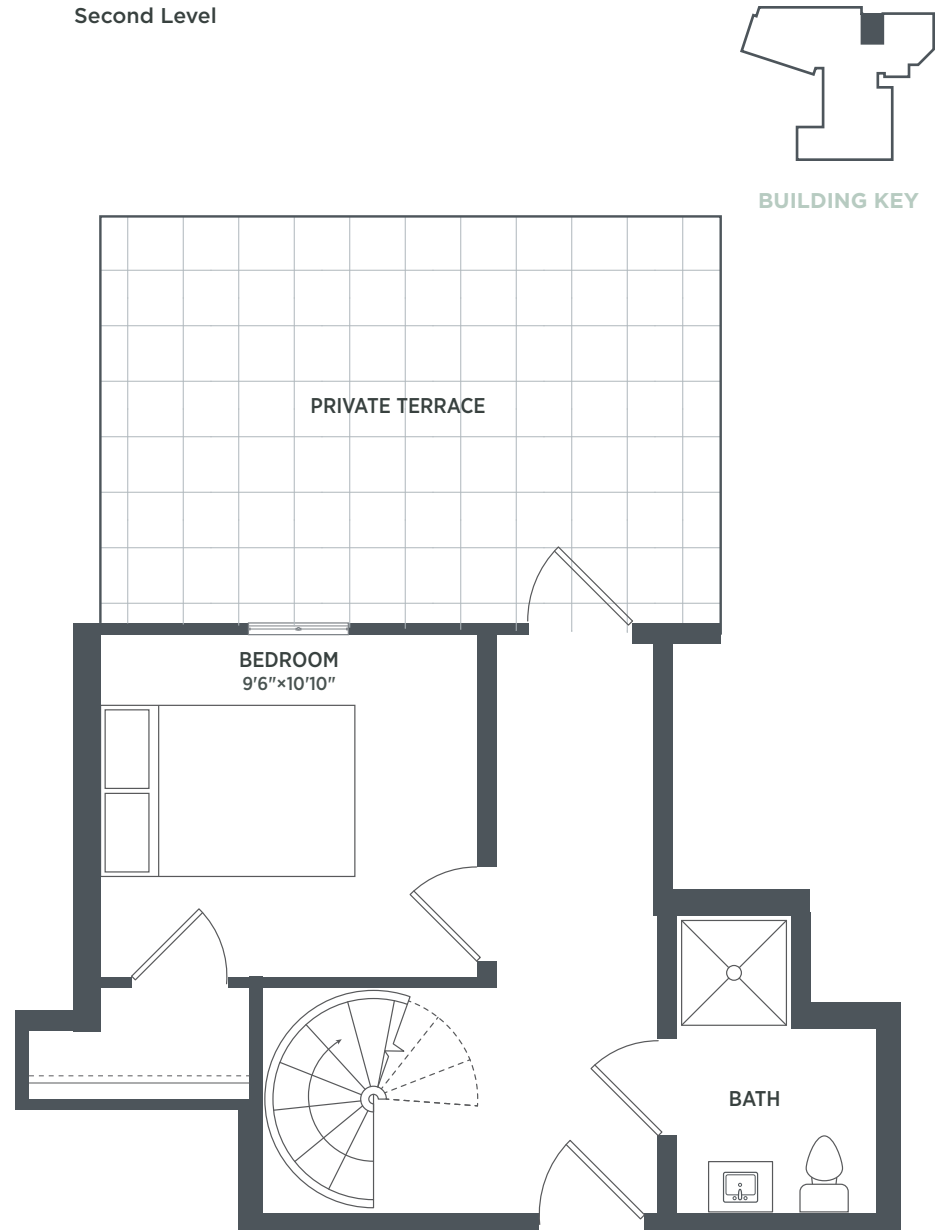 Second Level
BUILDING KEY
PRIVATE TERRACE
BEDROOM
9'6"×10'10"
BATH